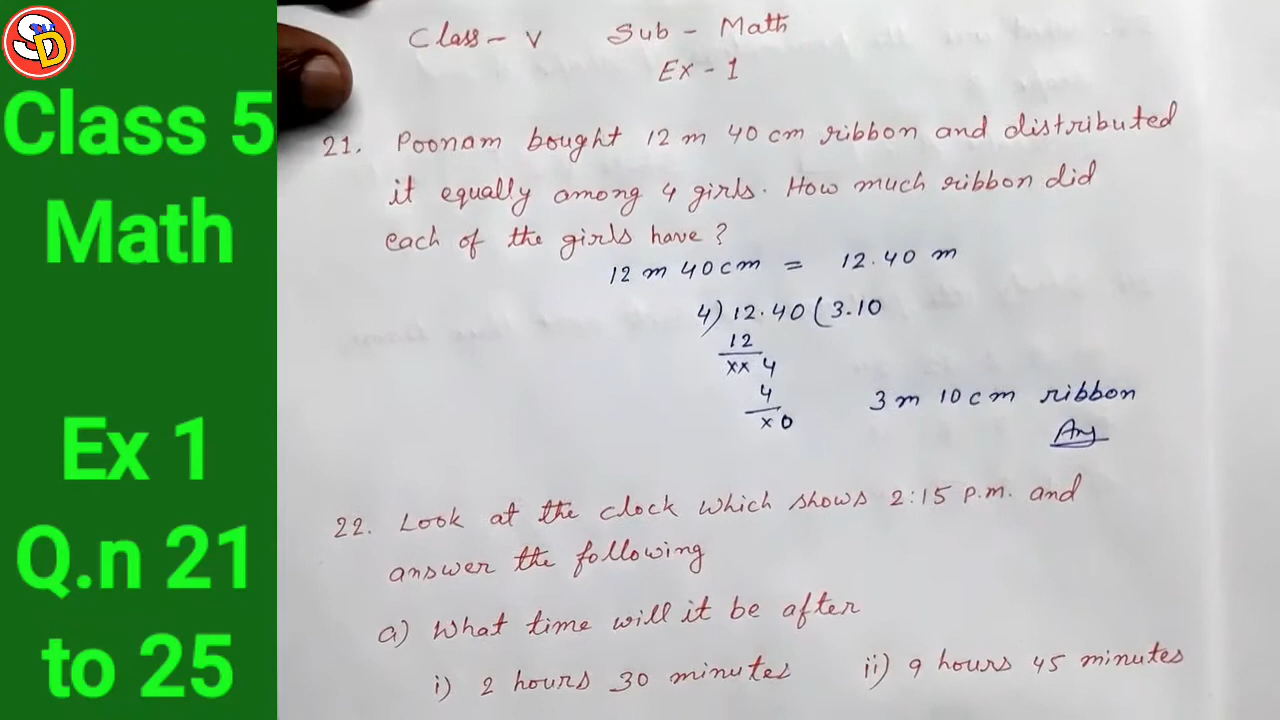 SD
Class 5
Math
Ex 1
Q.n 21
to 25
Class - V Sub - Math
Ex - 1
21. Poonam bought 12 m 40 cm ribbon and distributed
it equally among 4 girls. How much ribbon did
each of the girls have ?
12 m 40 cm = 12.40 m
4) 12.40 ( 3.10
12
xx 4
4
x 0
3 m 10 cm ribbon
Ans
22. Look at the clock which shows 2:15 p.m. and
answer the following
a) What time will it be after
i) 2 hours 30 minutes ii) 9 hours 45 minutes